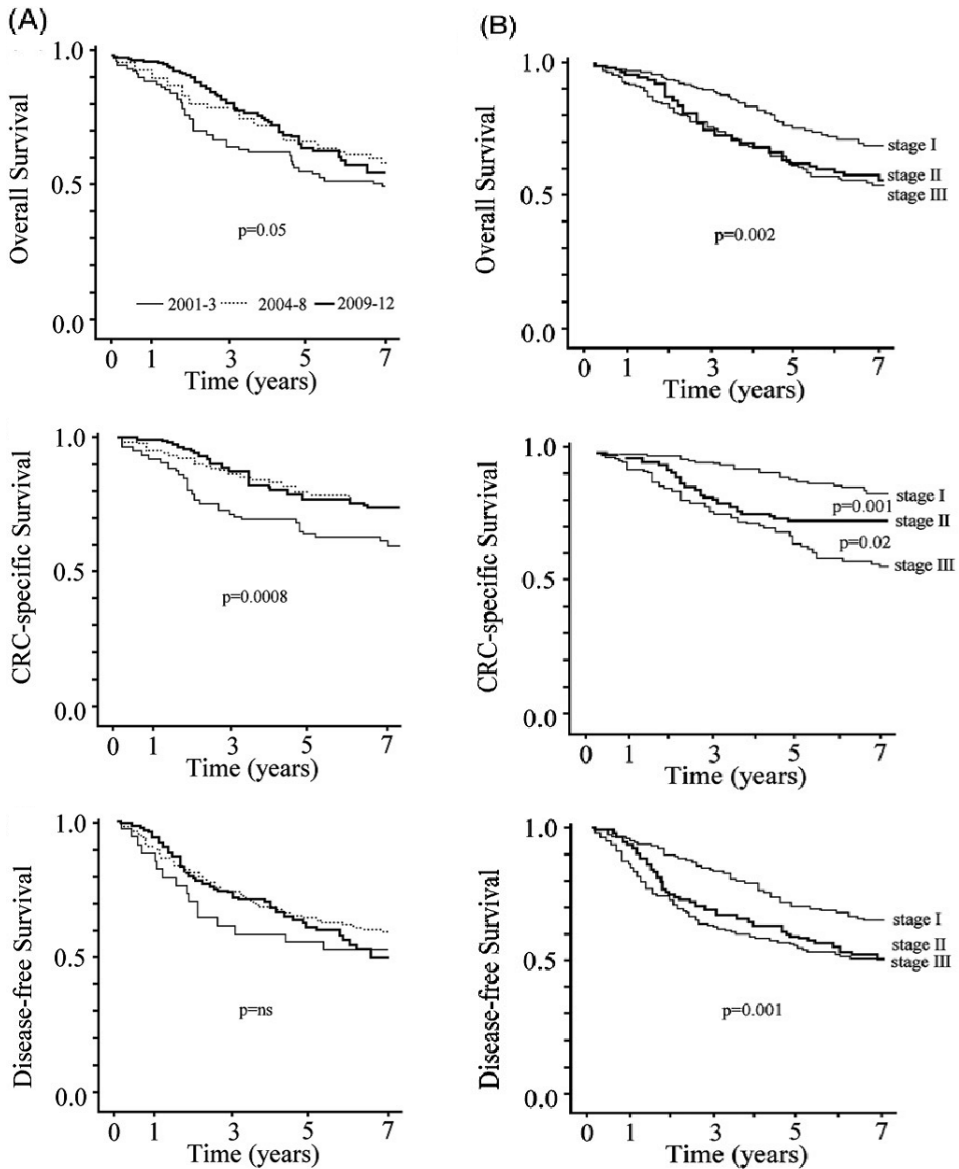 (A)
Overall Survival
1.0
0.5
0.0
p=0.05
2001-3 2004-8 2009-12
0 1 3 5 7
Time (years)
CRC-specific Survival
1.0
0.5
0.0
p=0.0008
0 1 3 5 7
Time (years)
Disease-free Survival
1.0
0.5
0.0
p=ns
0 1 3 5 7
Time (years)
(B)
Overall Survival
1.0
0.5
0.0
stage I
stage II
stage III
p=0.002
1 3 5 7
Time (years)
CRC-specific Survival
1.0
0.5
0.0
stage I
p=0.001
stage II
p=0.02
stage III
0 1 3 5 7
Time (years)
Disease-free Survival
1.0
0.5
0.0
stage I
stage II
stage III
p=0.001
0 1 3 5 7
Time (years)